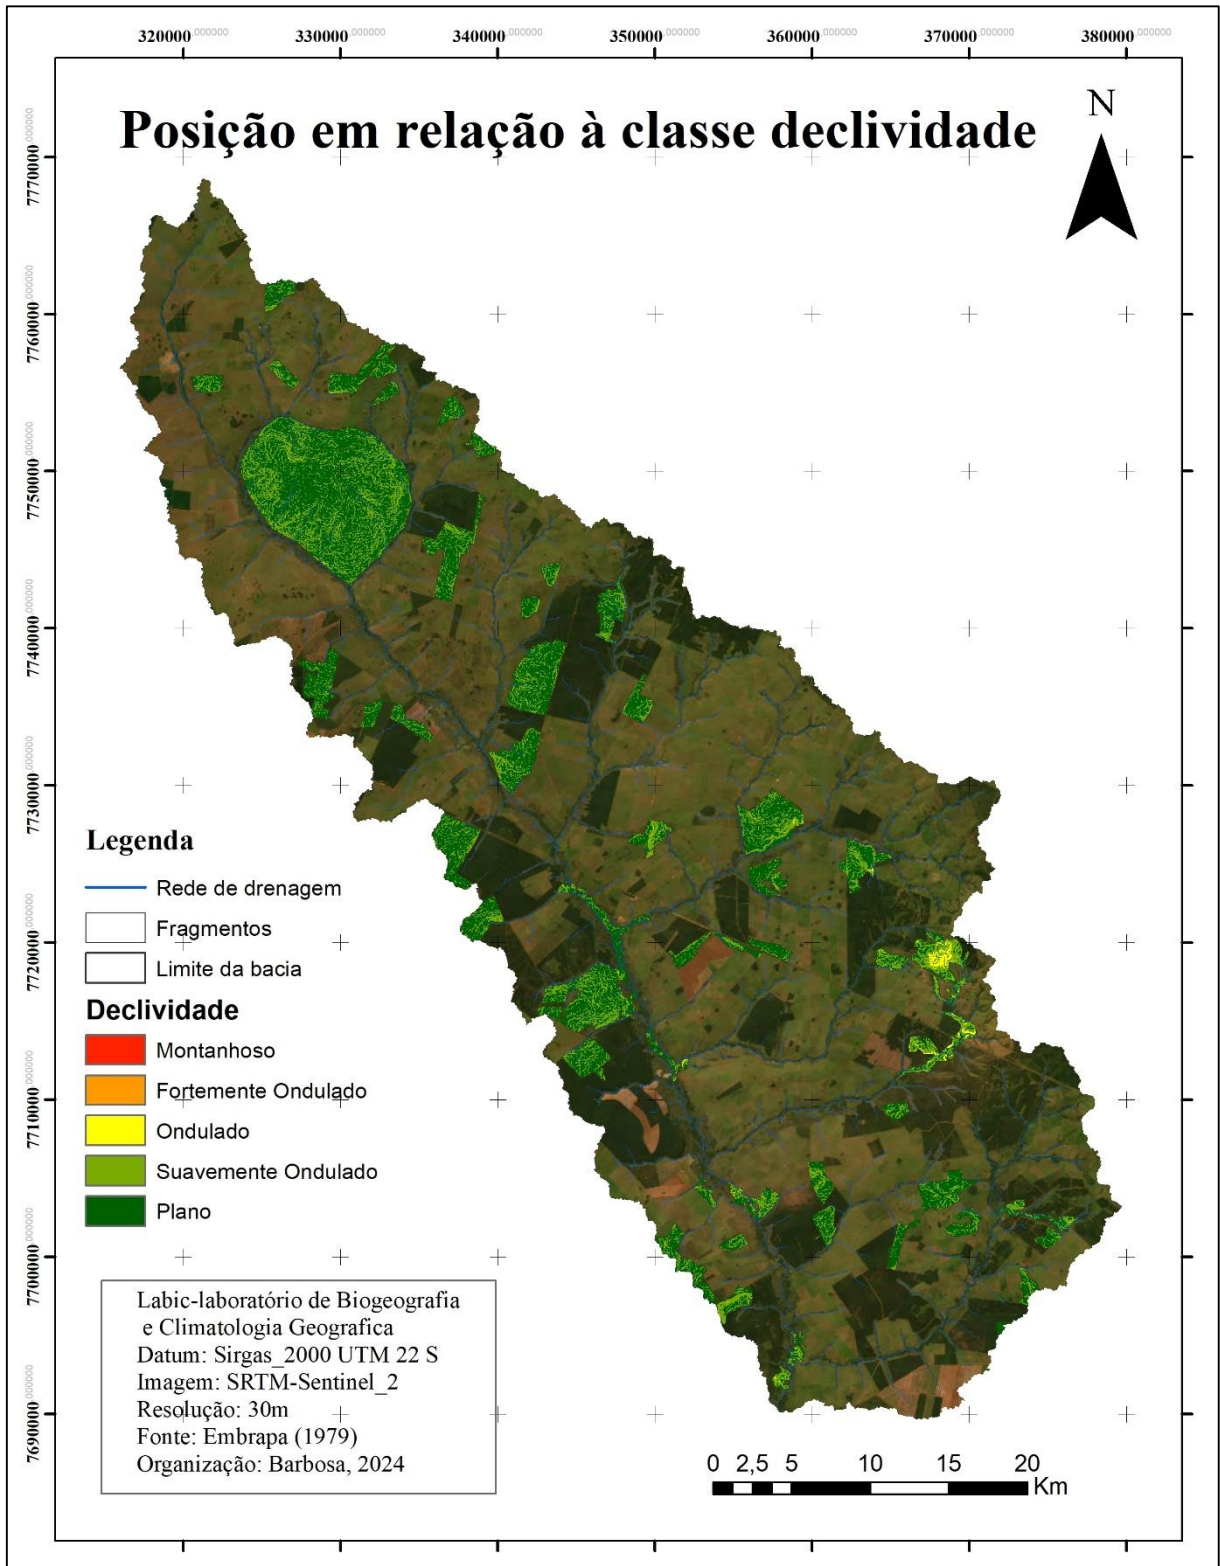 320000,000000 330000,000000 340000,000000 350000,000000 360000,000000 370000,000000 380000,000000
Posição em relação à classe declividade
N
7770000,000000
7760000,000000
7750000,000000
7740000,000000
7730000,000000
7720000,000000
7710000,000000
7700000,000000
7690000,000000
Legenda
Rede de drenagem
Fragmentos
Limite da bacia
Declividade
Montanhoso
Fortemente Ondulado
Ondulado
Suavemente Ondulado
Plano
Labic-laboratório de Biogeografia
e Climatologia Geografica
Datum: Sirgas_2000 UTM 22 S
Imagem: SRTM-Sentinel_2
Resolução: 30m
Fonte: Embrapa (1979)
Organização: Barbosa, 2024
0 2,5 5 10 15 20
Km